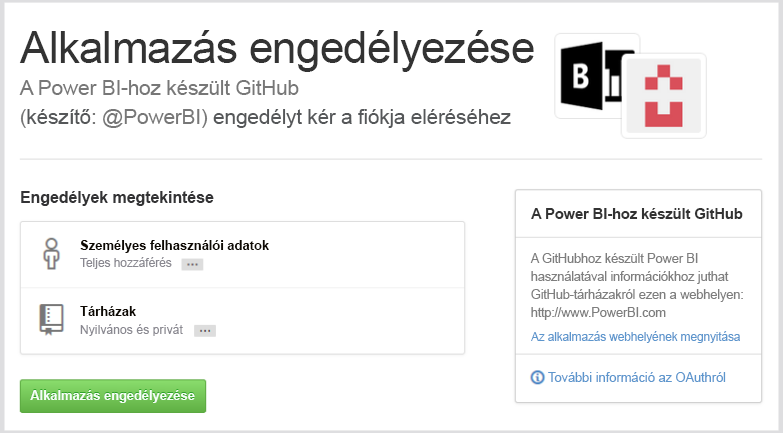 Alkalmazás engedélyezése
A Power BI-hoz készült GitHub
(készítő: @PowerBI) engedélyt kér a fiókja eléréséhez
B
Engedélyek megtekintése
Személyes felhasználói adatok
Teljes hozzáférés
Tárházak
Nyilvános és privát
Alkalmazás engedélyezése
A Power BI-hoz készült GitHub
A GitHubhoz készült Power BI
használatával információkhoz juthat
GitHub-tárházakról ezen a webhelyen:
http://www.PowerBI.com
Az alkalmazás webhelyének megnyitása
További információ az OAuthról